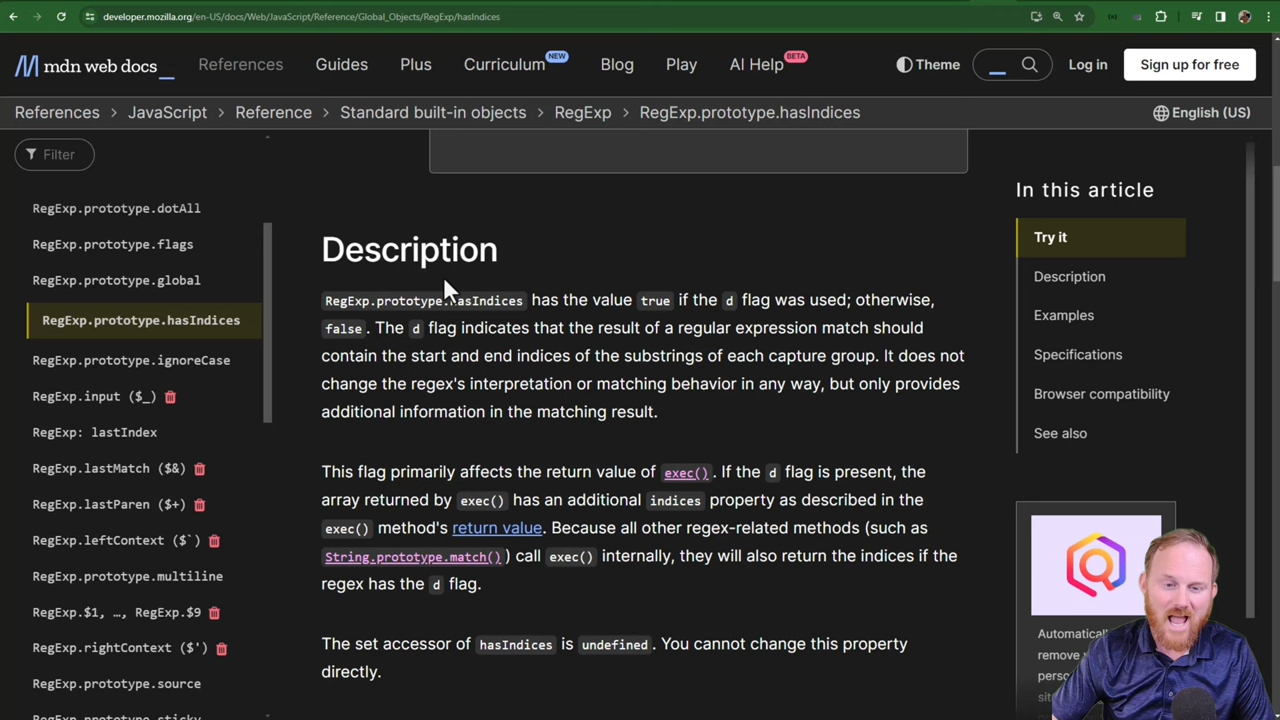 developer.mozilla.org/en-US/docs/Web/JavaScript/Reference/Global_Objects/RegExp/hasIndices
mdn web docs_
References
Guides
Plus
Curriculum NEW
Blog
Play
AI Help BETA
Theme
Log in
Sign up for free
References > JavaScript > Reference > Standard built-in objects > RegExp > RegExp.prototype.hasIndices
English (US)
Filter
RegExp.prototype.dotAll
RegExp.prototype.flags
RegExp.prototype.global
RegExp.prototype.hasIndices
RegExp.prototype.ignoreCase
RegExp.input ($_)
RegExp: lastIndex
RegExp.lastMatch ($&)
RegExp.lastParen ($+)
RegExp.leftContext ($`)
RegExp.prototype.multiline
RegExp.$1, …, RegExp.$9
RegExp.rightContext ($')
RegExp.prototype.source
RegExp.prototype.sticky
Description
RegExp.prototype.hasIndices has the value true if the d flag was used; otherwise,
false. The d flag indicates that the result of a regular expression match should
contain the start and end indices of the substrings of each capture group. It does not
change the regex's interpretation or matching behavior in any way, but only provides
additional information in the matching result.
This flag primarily affects the return value of exec(). If the d flag is present, the
array returned by exec() has an additional indices property as described in the
exec() method's return value. Because all other regex-related methods (such as
String.prototype.match()) call exec() internally, they will also return the indices if the
regex has the d flag.
The set accessor of hasIndices is undefined. You cannot change this property
directly.
In this article
Try it
Description
Examples
Specifications
Browser compatibility
See also
Automatically
remove